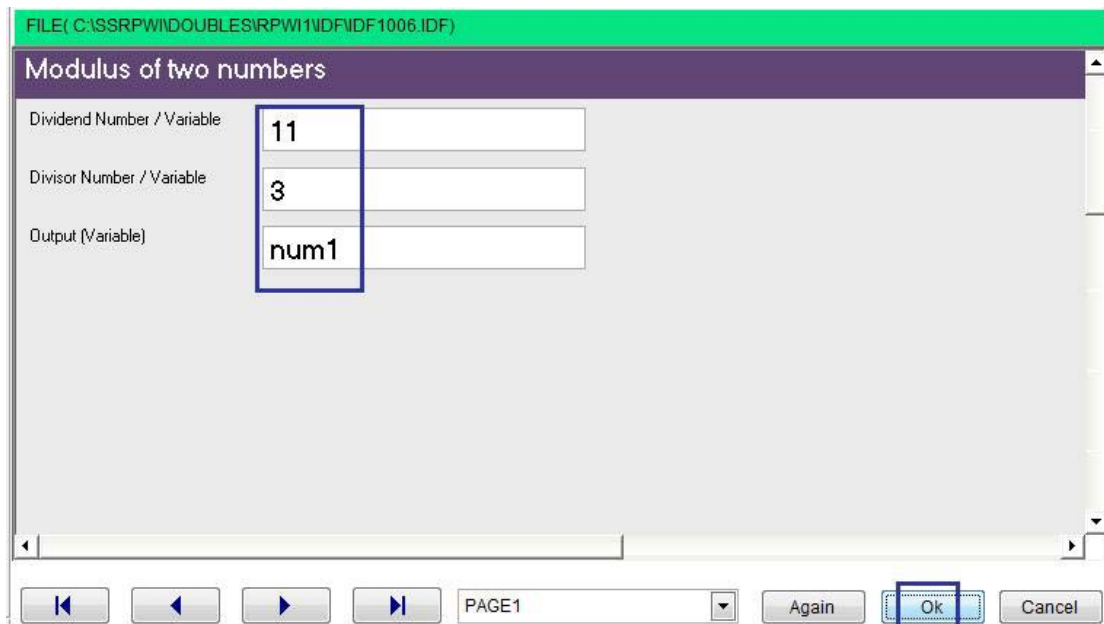 FILE( C:\SSRPWI\DOUBLES\RPWI1\IDF\IDF1006.IDF)
Modulus of two numbers
Dividend Number / Variable 11
Divisor Number / Variable 3
Output (Variable) num1
PAGE1 Again Ok Cancel